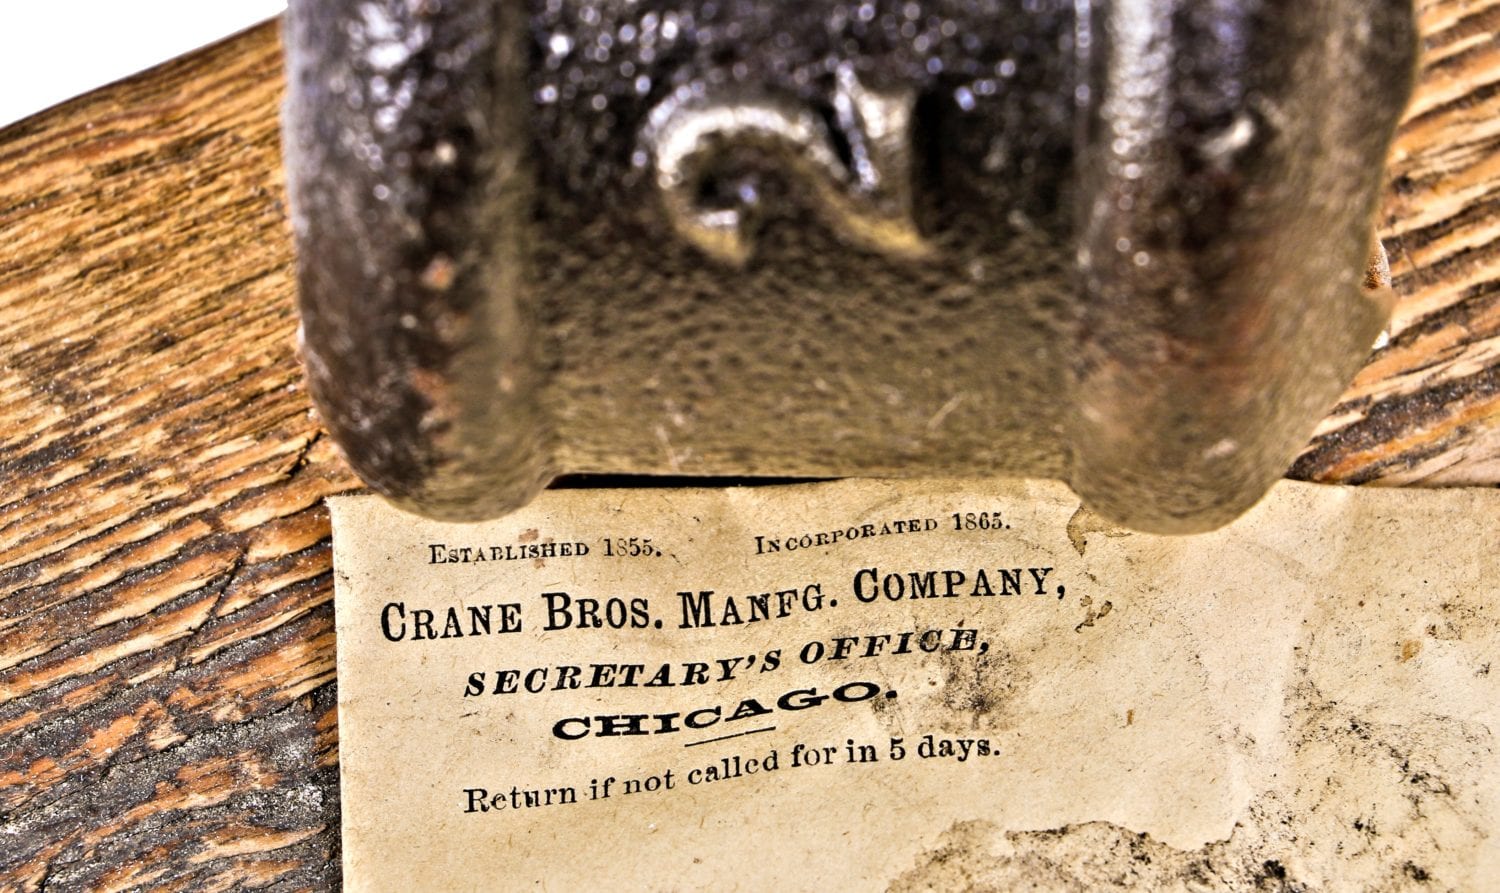 2
ESTABLISHED 1855. INCORPORATED 1865.
CRANE BROS. MANFG. COMPANY,
SECRETARY'S OFFICE,
CHICAGO.
Return if not called for in 5 days.